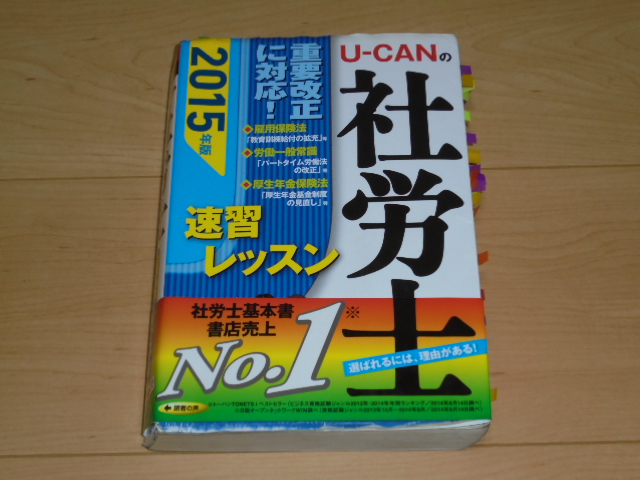 2015年版
重要改正
に対応!
U-CANの
社労士
雇用保険法
「教育訓練給付の拡充」等
労働一般常識
「パートタイム労働法
の改正」等
厚生年金保険法
「厚生年金基金制度
の見直し」等
速習
レッスン
社労士基本書
書店売上
No.1※
選ばれるには、理由がある!
読者の声